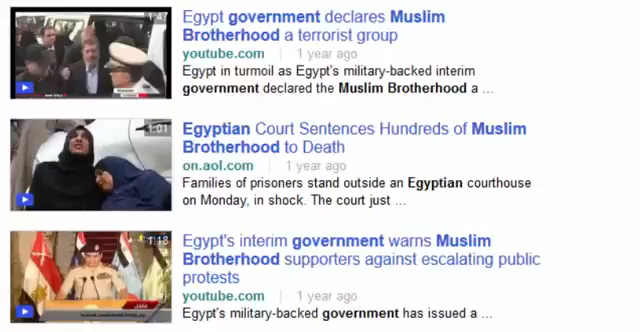 Egypt government declares Muslim
Brotherhood a terrorist group
youtube.com | 1 year ago
Egypt in turmoil as Egypt's military-backed interim
government declared the Muslim Brotherhood a ...
1:01
Egyptian Court Sentences Hundreds of Muslim
Brotherhood to Death
on.aol.com | 1 year ago
Families of prisoners stand outside an Egyptian courthouse
on Monday, in shock. The court just ...
1:18
Egypt's interim government warns Muslim
Brotherhood supporters against escalating public
protests
youtube.com | 1 year ago
Egypt's military-backed government has issued a ...